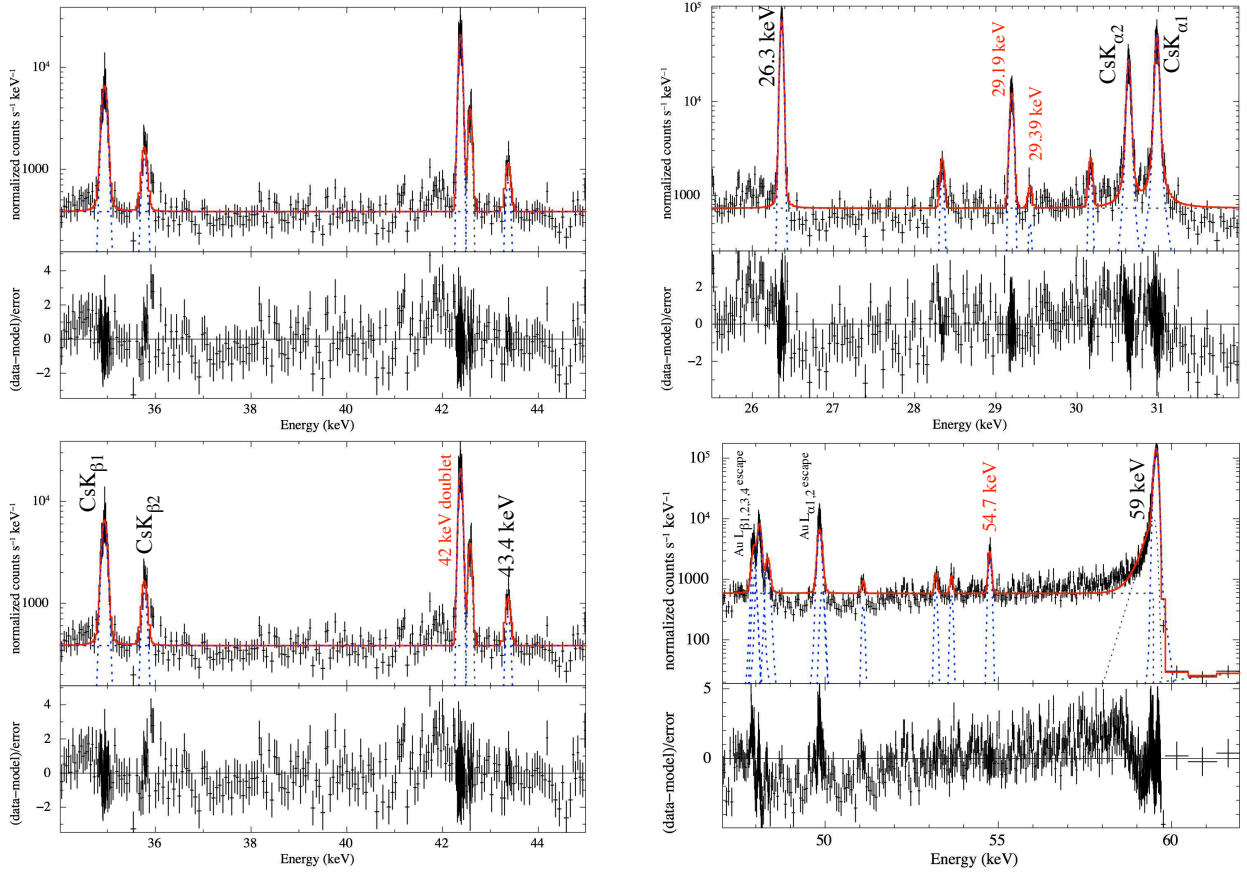 10⁴
1000
normalized counts s⁻¹ keV⁻¹
4
2
0
−2
(data−model)/error
36
38
40
42
44
Energy (keV)
10⁵
10⁴
1000
normalized counts s⁻¹ keV⁻¹
26.3 keV
29.19 keV
29.39 keV
CsKα2
CsKα1
2
0
−2
(data−model)/error
26
27
28
29
30
31
Energy (keV)
10⁴
1000
normalized counts s⁻¹ keV⁻¹
CsKβ1
CsKβ2
42 keV doublet
43.4 keV
4
2
0
−2
(data−model)/error
36
38
40
42
44
Energy (keV)
10⁵
10⁴
1000
100
normalized counts s⁻¹ keV⁻¹
Au Lβ1,2,3,4 escape
Au Lα1,2 escape
54.7 keV
59 keV
5
0
−5
(data−model)/error
50
55
60
Energy (keV)